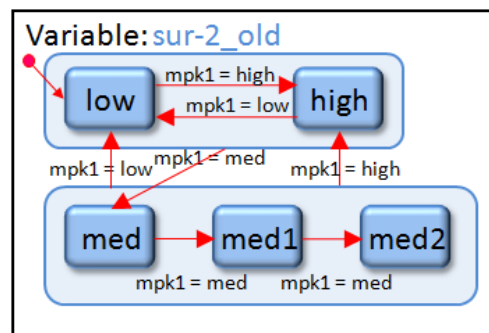 Variable: sur-2_old
mpk1 = high
low
mpk1 = low
high
mpk1 = med
mpk1 = low
mpk1 = high
med
med1
med2
mpk1 = med
mpk1 = med